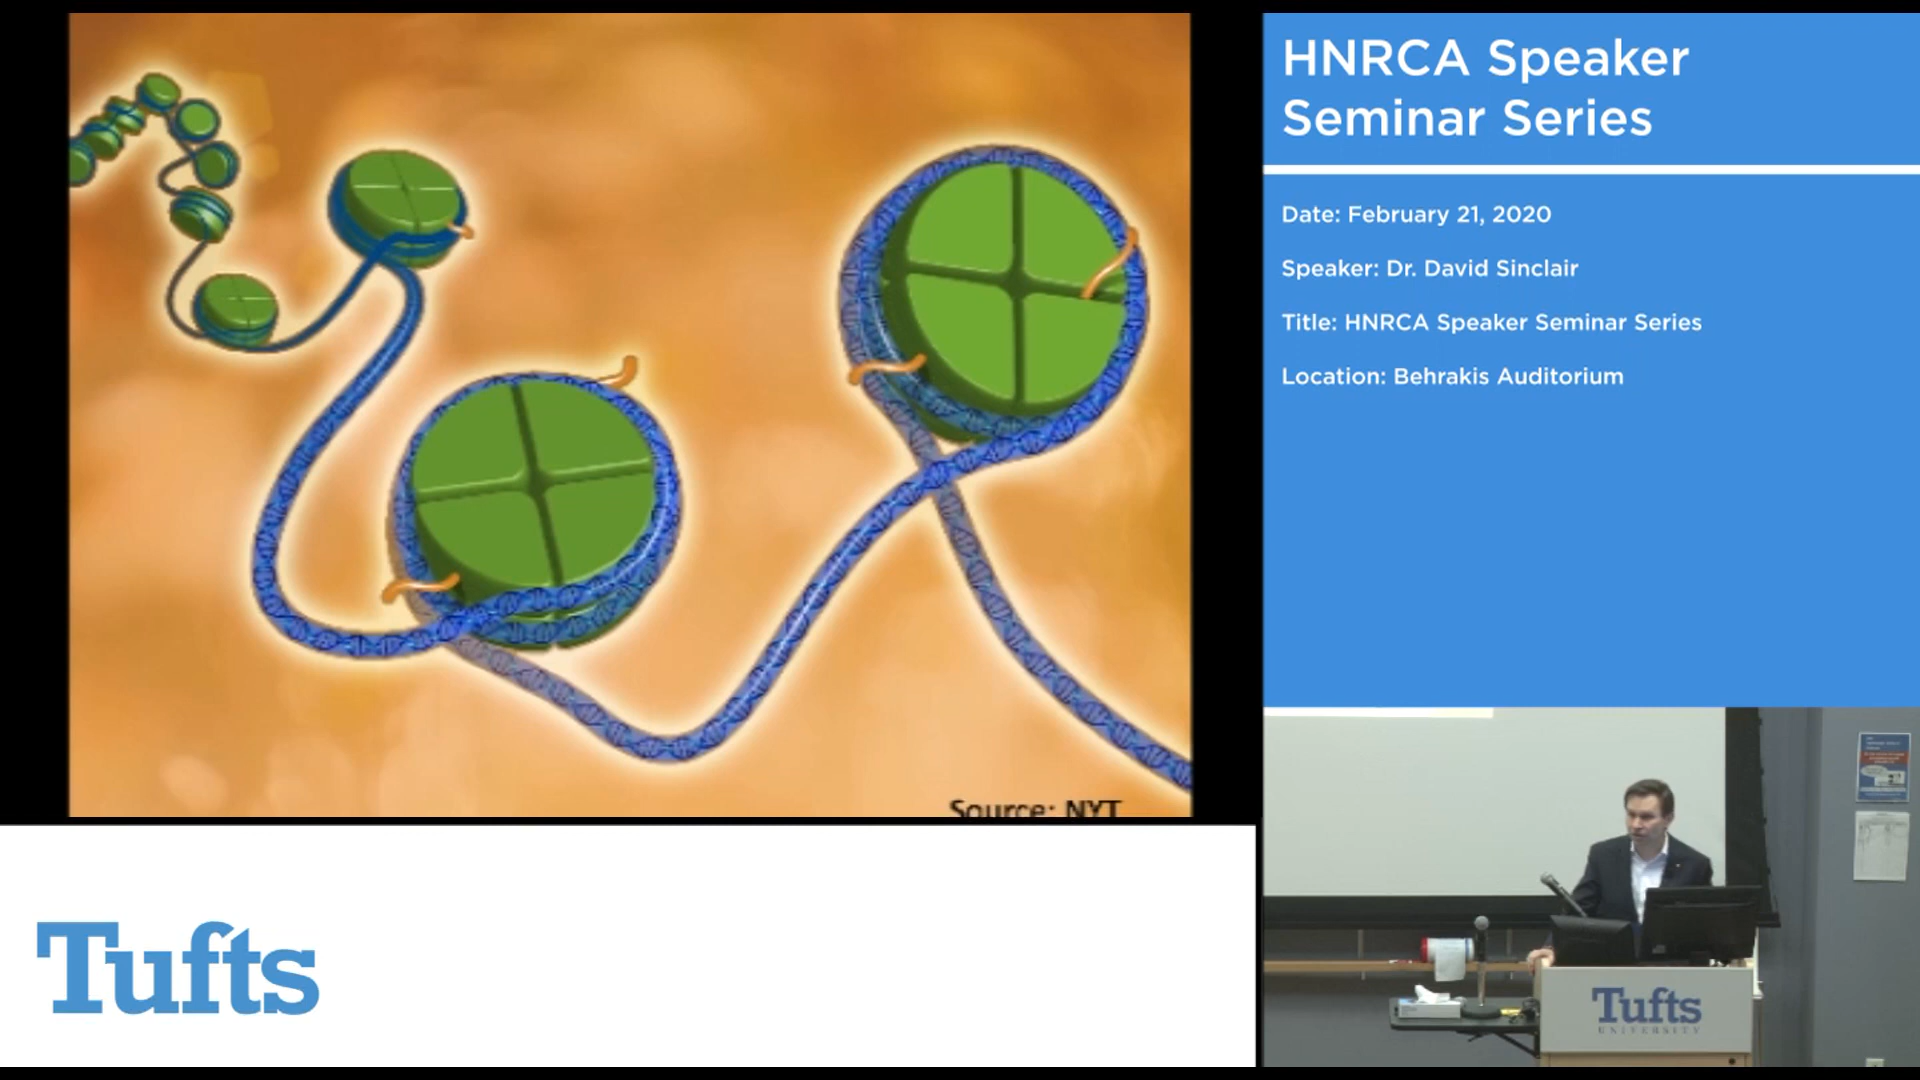 HNRCA Speaker
Seminar Series
Date: February 21, 2020
Speaker: Dr. David Sinclair
Title: HNRCA Speaker Seminar Series
Location: Behrakis Auditorium
Source: NYT
Tufts
Tufts
UNIVERSITY